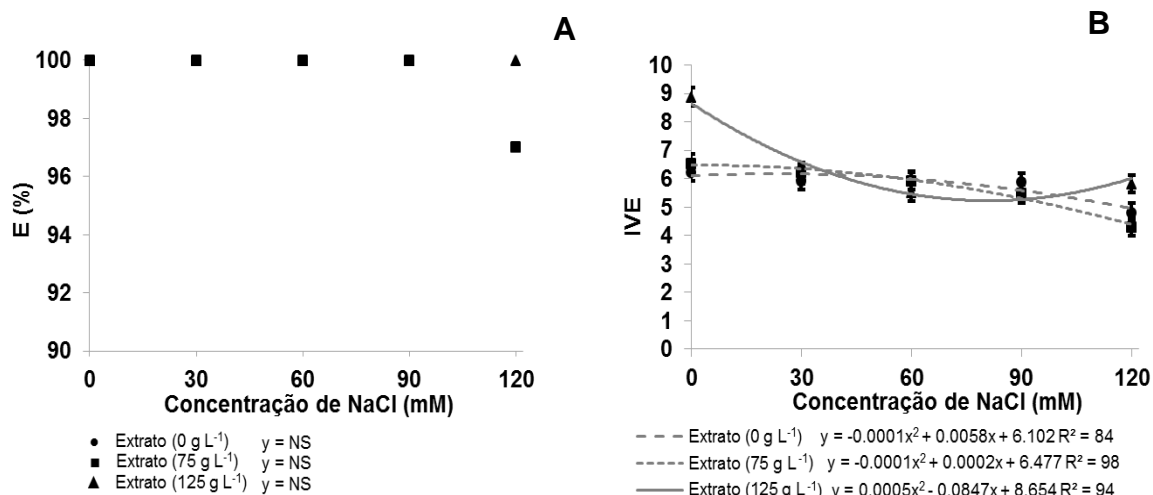 A
E (%)
100
98
96
94
92
90
0 30 60 90 120
Concentração de NaCl (mM)
● Extrato (0 g L⁻¹) y = NS
■ Extrato (75 g L⁻¹) y = NS
▲ Extrato (125 g L⁻¹) y = NS
B
IVE
10
9
8
7
6
5
4
3
2
1
0
0 30 60 90 120
Concentração de NaCl (mM)
Extrato (0 g L⁻¹) y = -0.0001x² + 0.0058x + 6.102 R² = 84
Extrato (75 g L⁻¹) y = -0.0001x² + 0.0002x + 6.477 R² = 98
Extrato (125 g L⁻¹) y = 0.0005x² - 0.0847x + 8.654 R² = 94